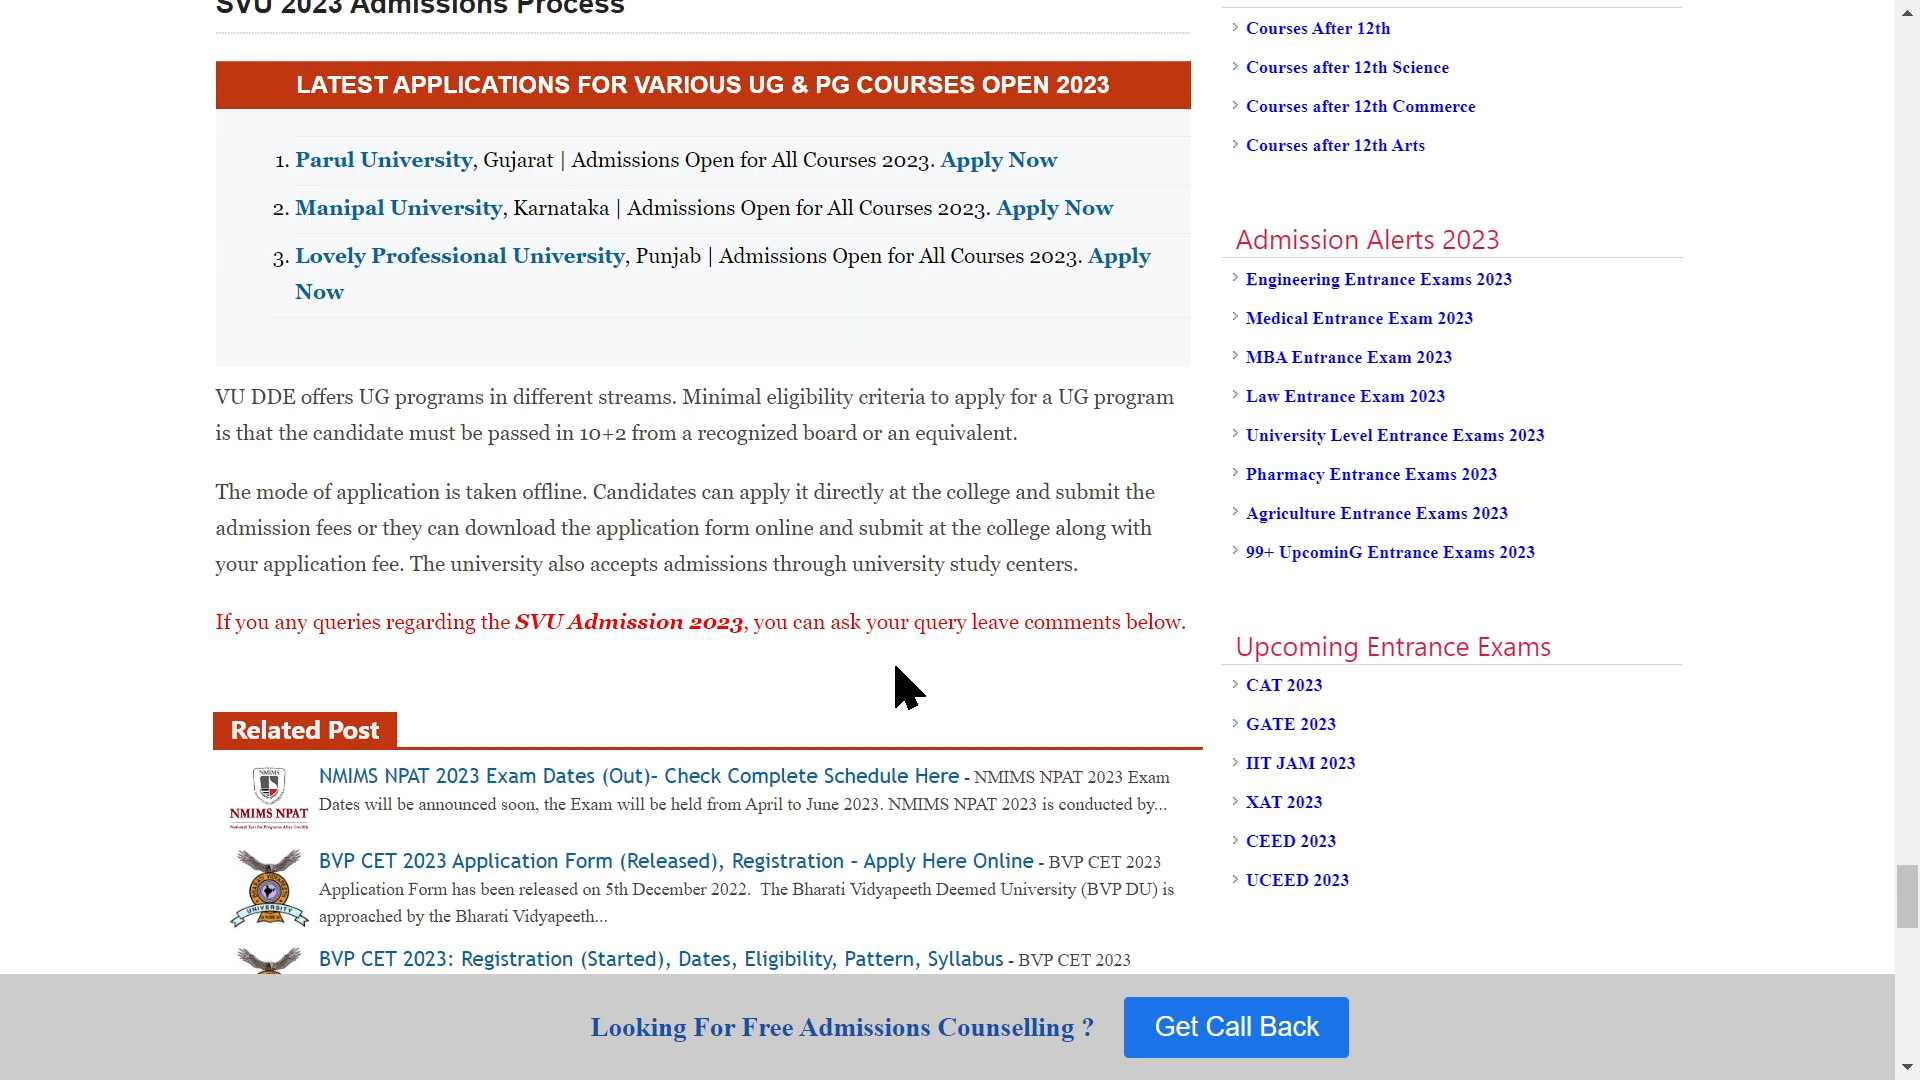 SVU 2023 Admissions Process
LATEST APPLICATIONS FOR VARIOUS UG & PG COURSES OPEN 2023
1. Parul University, Gujarat | Admissions Open for All Courses 2023. Apply Now
2. Manipal University, Karnataka | Admissions Open for All Courses 2023. Apply Now
3. Lovely Professional University, Punjab | Admissions Open for All Courses 2023. Apply
Now
VU DDE offers UG programs in different streams. Minimal eligibility criteria to apply for a UG program
is that the candidate must be passed in 10+2 from a recognized board or an equivalent.
The mode of application is taken offline. Candidates can apply it directly at the college and submit the
admission fees or they can download the application form online and submit at the college along with
your application fee. The university also accepts admissions through university study centers.
If you any queries regarding the SVU Admission 2023, you can ask your query leave comments below.
Related Post
NMIMS NPAT
NMIMS NPAT 2023 Exam Dates (Out)- Check Complete Schedule Here - NMIMS NPAT 2023 Exam
Dates will be announced soon, the Exam will be held from April to June 2023. NMIMS NPAT 2023 is conducted by...
BVP CET 2023 Application Form (Released), Registration - Apply Here Online - BVP CET 2023
Application Form has been released on 5th December 2022. The Bharati Vidyapeeth Deemed University (BVP DU) is
approached by the Bharati Vidyapeeth...
BVP CET 2023: Registration (Started), Dates, Eligibility, Pattern, Syllabus - BVP CET 2023
Courses After 12th
Courses after 12th Science
Courses after 12th Commerce
Courses after 12th Arts
Admission Alerts 2023
Engineering Entrance Exams 2023
Medical Entrance Exam 2023
MBA Entrance Exam 2023
Law Entrance Exam 2023
University Level Entrance Exams 2023
Pharmacy Entrance Exams 2023
Agriculture Entrance Exams 2023
99+ UpcominG Entrance Exams 2023
Upcoming Entrance Exams
CAT 2023
GATE 2023
IIT JAM 2023
XAT 2023
CEED 2023
UCEED 2023
Looking For Free Admissions Counselling ?
Get Call Back